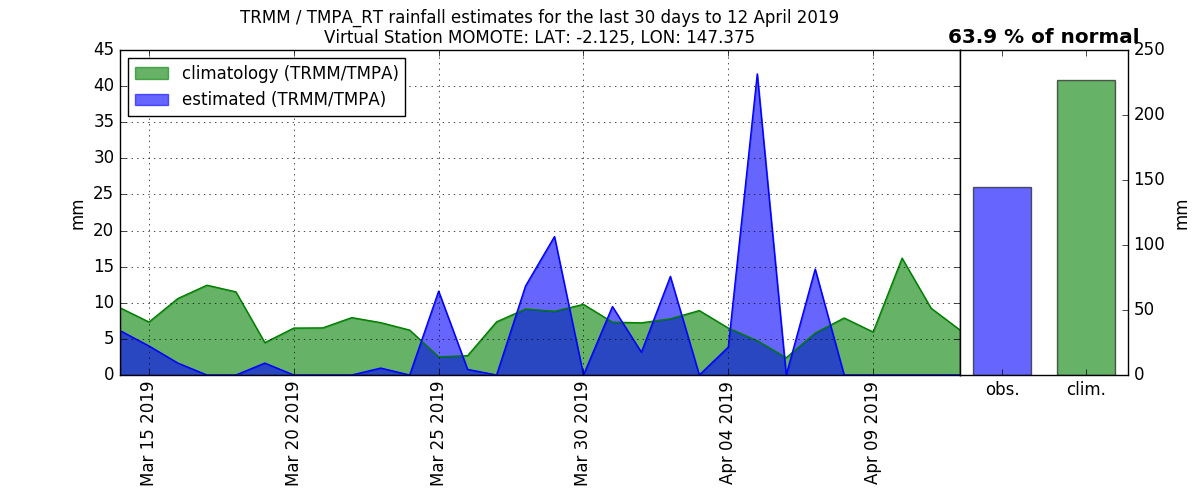 TRMM / TMPA_RT rainfall estimates for the last 30 days to 12 April 2019
Virtual Station MOMOTE: LAT: -2.125, LON: 147.375
63.9 % of normal
climatology (TRMM/TMPA)
estimated (TRMM/TMPA)
45
40
35
30
25
20
15
10
5
0
mm
Mar 15 2019
Mar 20 2019
Mar 25 2019
Mar 30 2019
Apr 04 2019
Apr 09 2019
250
200
150
100
50
0
mm
obs.
clim.